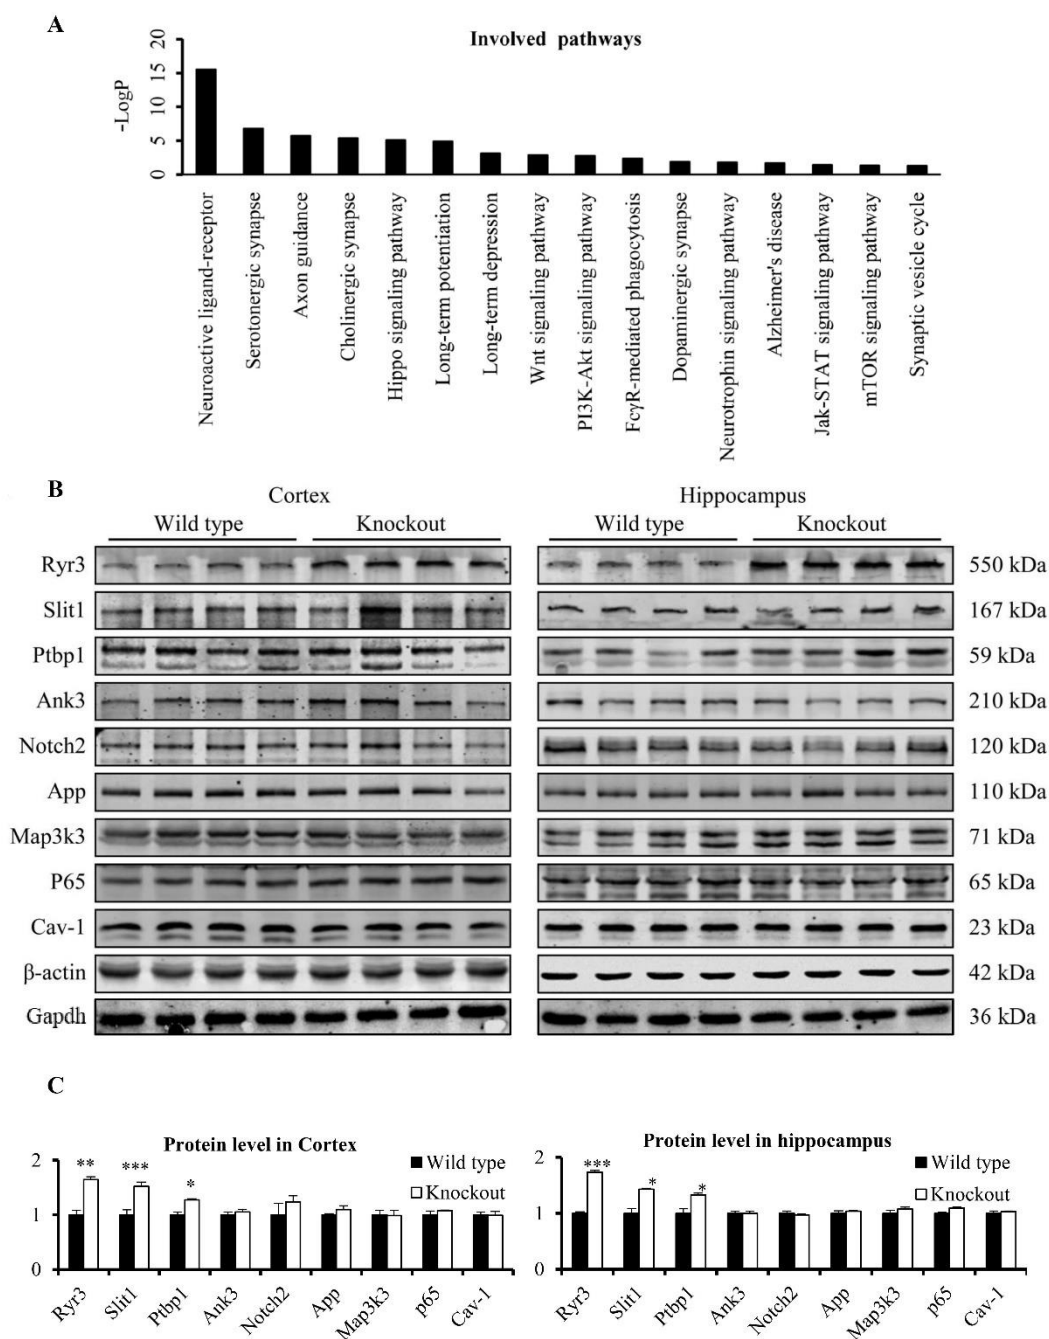 A
Involved pathways
-LogP
20
15
10
5
0
Neuroactive ligand-receptor
Serotonergic synapse
Axon guidance
Cholinergic synapse
Hippo signaling pathway
Long-term potentiation
Long-term depression
Wnt signaling pathway
PI3K-Akt signaling pathway
FcγR-mediated phagocytosis
Dopaminergic synapse
Neurotrophin signaling pathway
Alzheimer's disease
Jak-STAT signaling pathway
mTOR signaling pathway
Synaptic vesicle cycle
B
Cortex
Hippocampus
Wild type
Knockout
Wild type
Knockout
Ryr3
550 kDa
Slit1
167 kDa
Ptbp1
59 kDa
Ank3
210 kDa
Notch2
120 kDa
App
110 kDa
Map3k3
71 kDa
P65
65 kDa
Cav-1
23 kDa
β-actin
42 kDa
Gapdh
36 kDa
C
Protein level in Cortex
2
1
0
** *** *
Wild type
Knockout
Ryr3
Slit1
Ptbp1
Ank3
Notch2
App
Map3k3
p65
Cav-1
Protein level in hippocampus
2
1
0
*** * *
Wild type
Knockout
Ryr3
Slit1
Ptbp1
Ank3
Notch2
App
Map3k3
p65
Cav-1